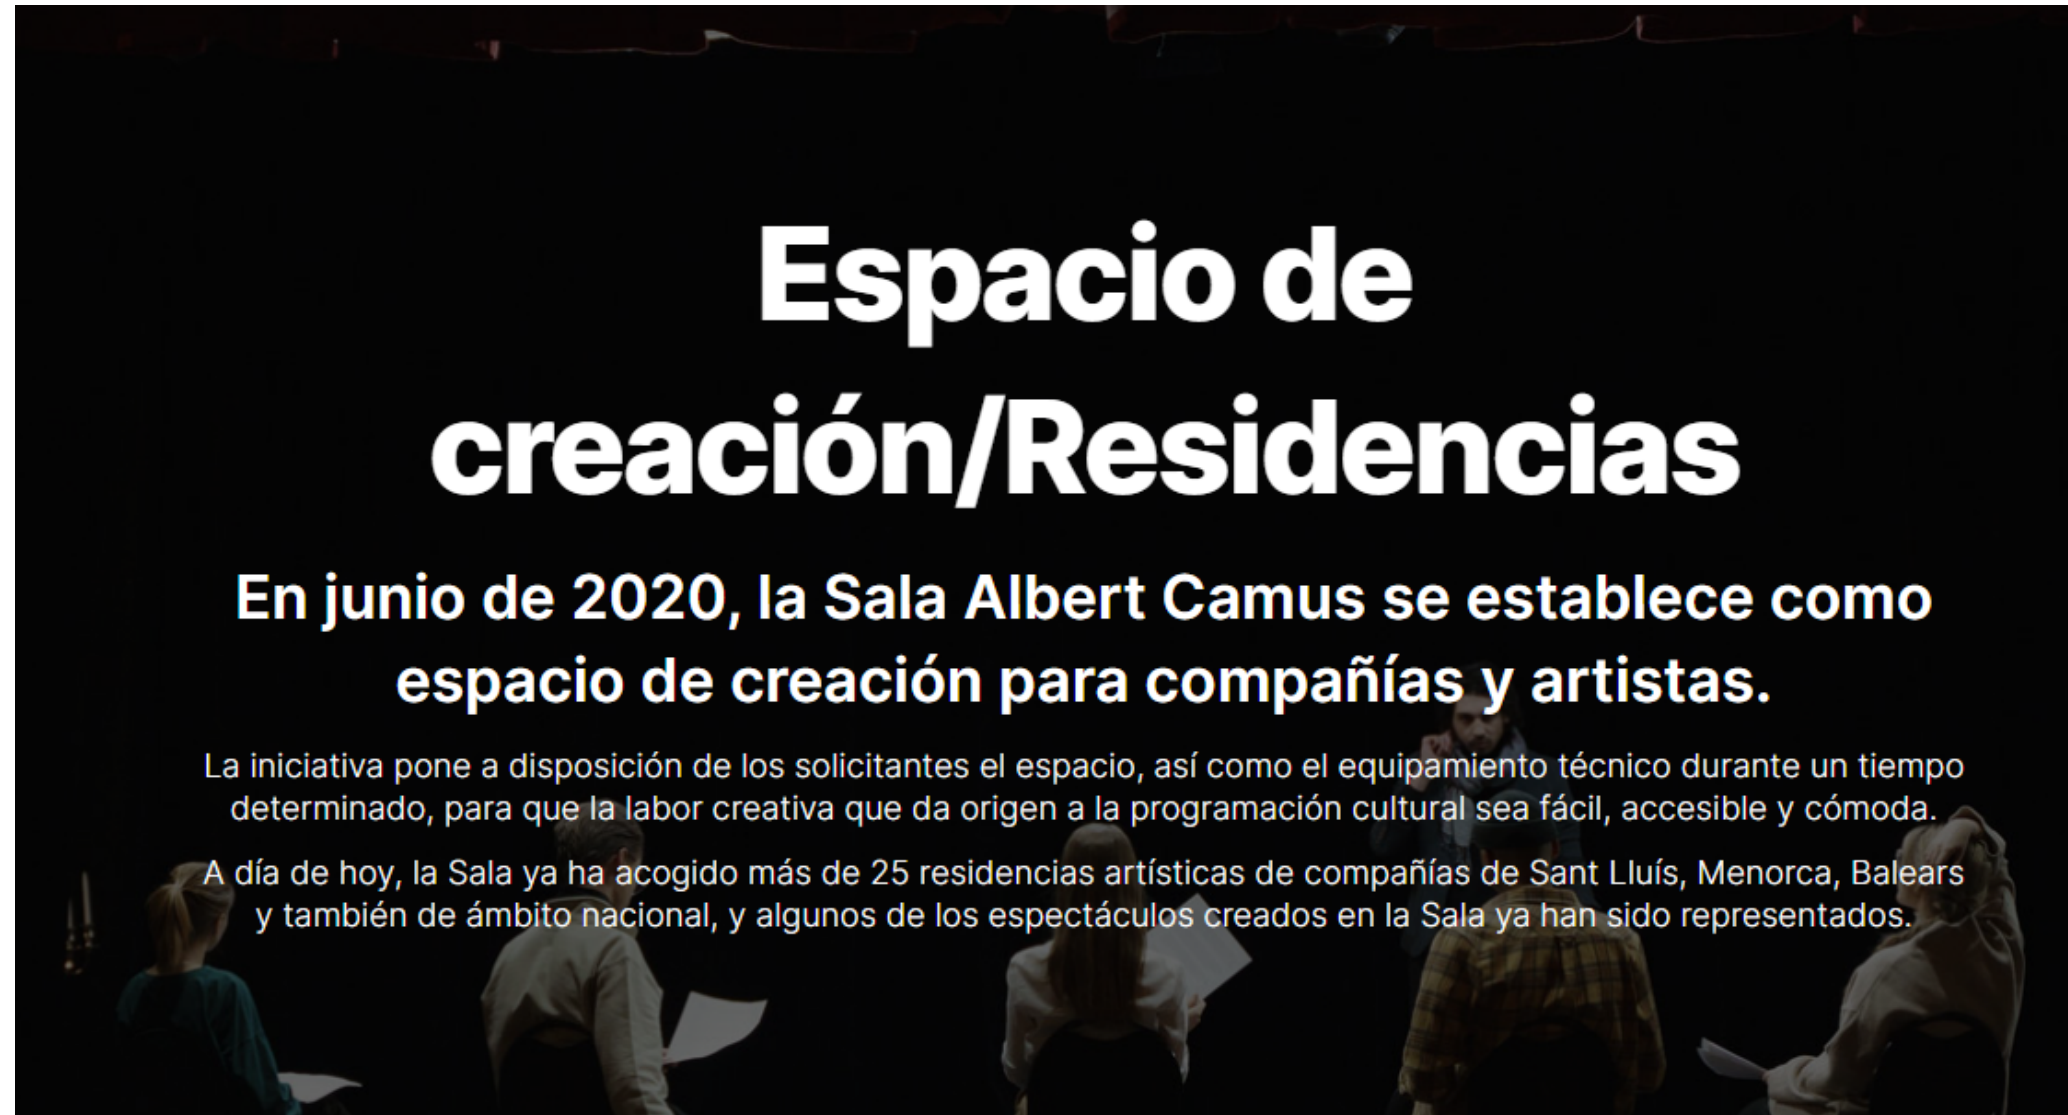 Espacio de
creación/Residencias
En junio de 2020, la Sala Albert Camus se establece como
espacio de creación para compañías y artistas.
La iniciativa pone a disposición de los solicitantes el espacio, así como el equipamiento técnico durante un tiempo
determinado, para que la labor creativa que da origen a la programación cultural sea fácil, accesible y cómoda.
A día de hoy, la Sala ya ha acogido más de 25 residencias artísticas de compañías de Sant Lluís, Menorca, Balears
y también de ámbito nacional, y algunos de los espectáculos creados en la Sala ya han sido representados.